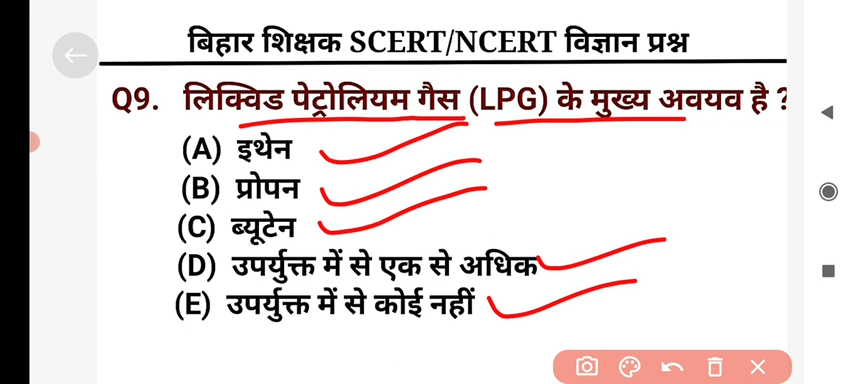 बिहार शिक्षक SCERT/NCERT विज्ञान प्रश्न
Q9. लिक्विड पेट्रोलियम गैस (LPG) के मुख्य अवयव है ?
(A) इथेन
(B) प्रोपन
(C) ब्यूटेन
(D) उपर्युक्त में से एक से अधिक
(E) उपर्युक्त में से कोई नहीं